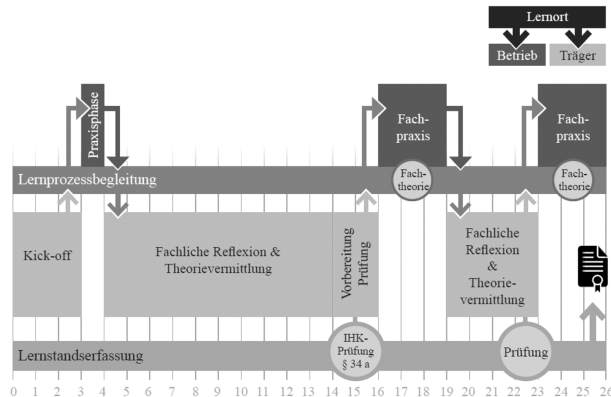 Lernort
Betrieb
Träger
Praxisphase
Fach-
praxis
Fach-
praxis
Lernprozessbegleitung
Fach-
theorie
Fach-
theorie
Kick-off
Fachliche Reflexion &
Theorievermittlung
Vorbereitung
Prüfung
Fachliche
Reflexion
&
Theorie-
vermittlung
Lernstandserfassung
IHK-
Prüfung
§ 34 a
Prüfung
0 1 2 3 4 5 6 7 8 9 10 11 12 13 14 15 16 17 18 19 20 21 22 23 24 25 26